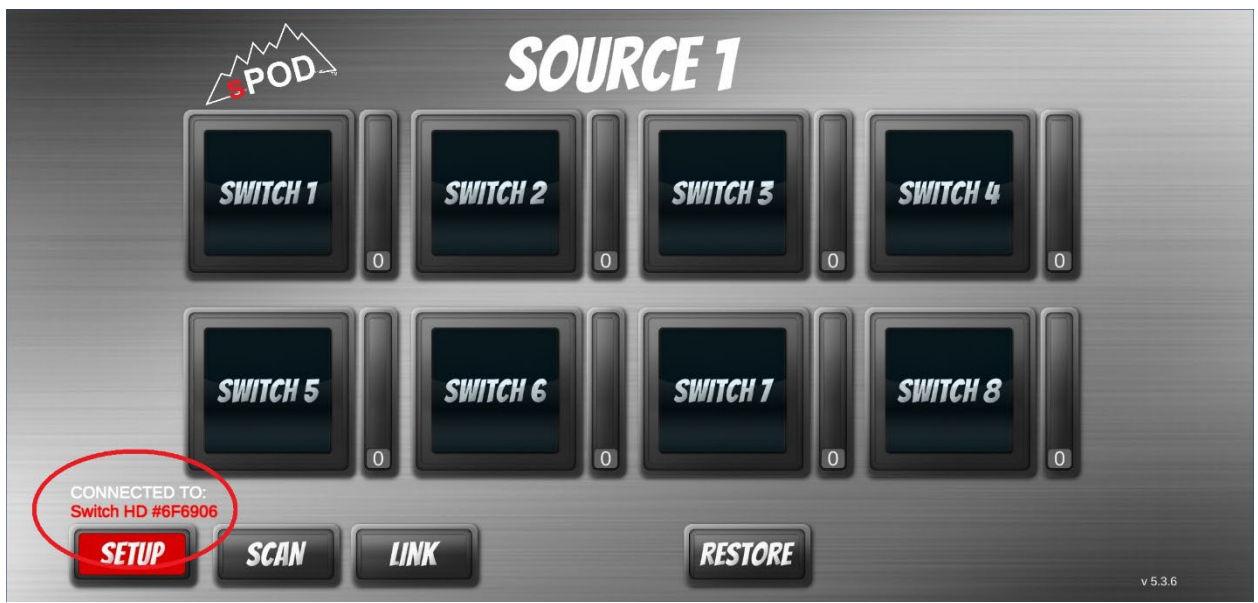 sPOD
SOURCE 1
SWITCH 1
0
SWITCH 2
0
SWITCH 3
0
SWITCH 4
0
SWITCH 5
0
SWITCH 6
0
SWITCH 7
0
SWITCH 8
0
CONNECTED TO:
Switch HD #6F6906
SETUP
SCAN
LINK
RESTORE
v 5.3.6